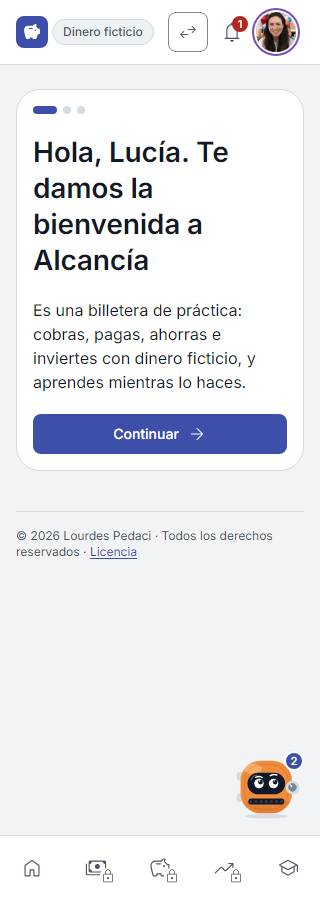 Dinero ficticio
1
Hola, Lucía. Te
damos la
bienvenida a
Alcancía
Es una billetera de práctica:
cobras, pagas, ahorras e
inviertes con dinero ficticio, y
aprendes mientras lo haces.
Continuar
© 2026 Lourdes Pedaci · Todos los derechos
reservados · Licencia
2